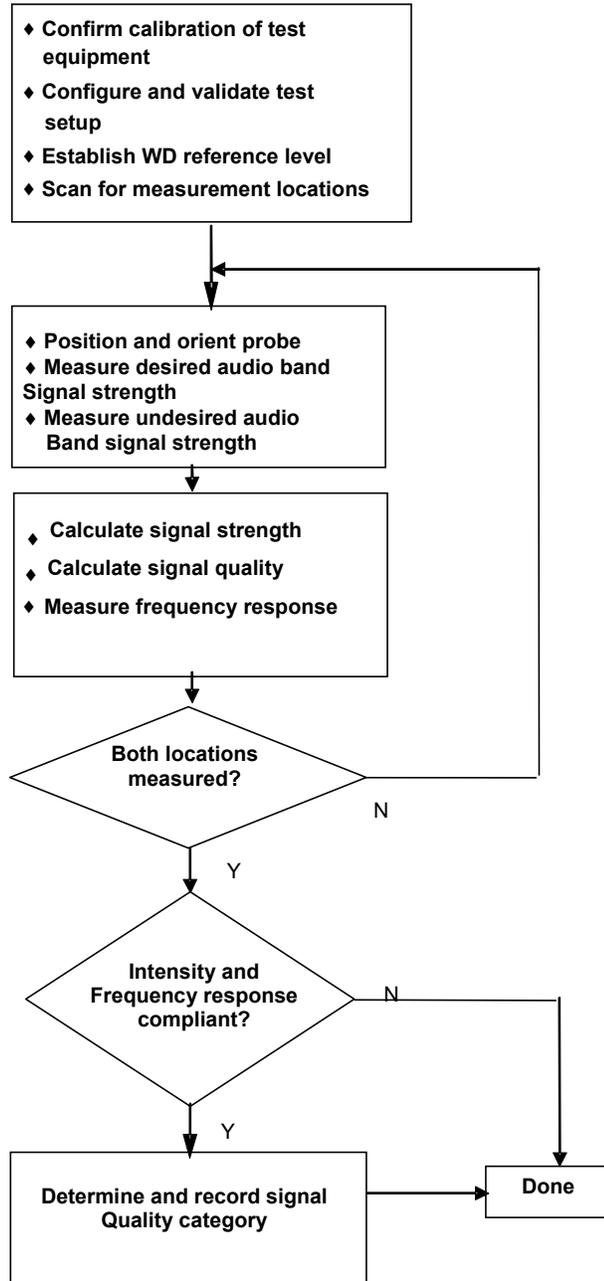 ♦ Confirm calibration of test
equipment
♦ Configure and validate test
setup
♦ Establish WD reference level
♦ Scan for measurement locations
♦ Position and orient probe
♦ Measure desired audio band
Signal strength
♦ Measure undesired audio
Band signal strength
♦ Calculate signal strength
♦ Calculate signal quality
♦ Measure frequency response
Both locations
measured?
N
Y
Intensity and
Frequency response
compliant?
N
Y
Determine and record signal
Quality category
Done